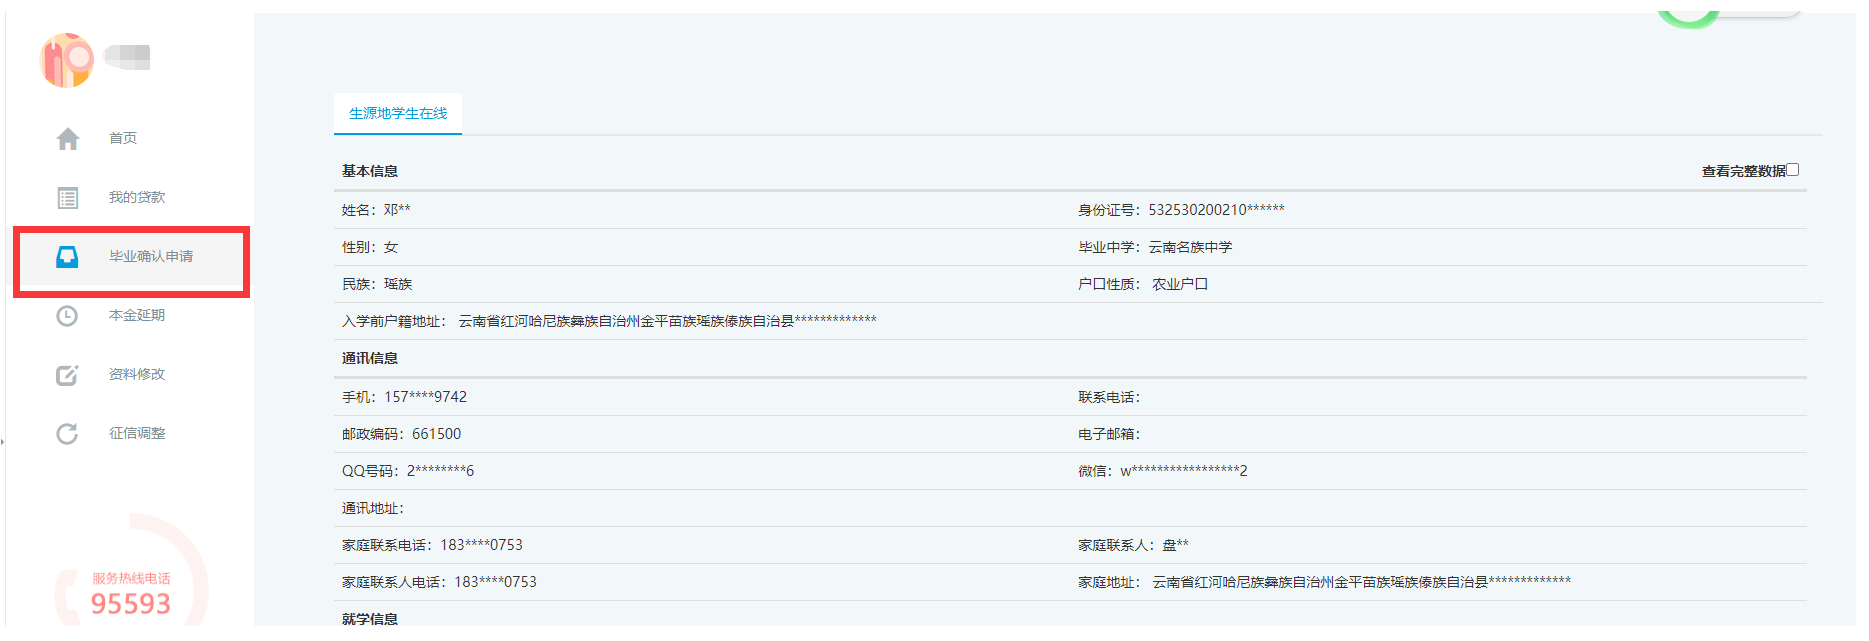 首页
我的贷款
毕业确认申请
本金延期
资料修改
征信调整
服务热线电话
95593
生源地学生在线
基本信息 查看完整数据
姓名：邓** 身份证号：532530200210******
性别：女 毕业中学：云南名族中学
民族：瑶族 户口性质： 农业户口
入学前户籍地址： 云南省红河哈尼族彝族自治州金平苗族瑶族傣族自治县*************
通讯信息
手机：157****9742 联系电话：
邮政编码：661500 电子邮箱：
QQ号码：2********6 微信：w*****************2
通讯地址：
家庭联系电话：183****0753 家庭联系人：盘**
家庭联系人电话：183****0753 家庭地址： 云南省红河哈尼族彝族自治州金平苗族瑶族傣族自治县*************
就学信息